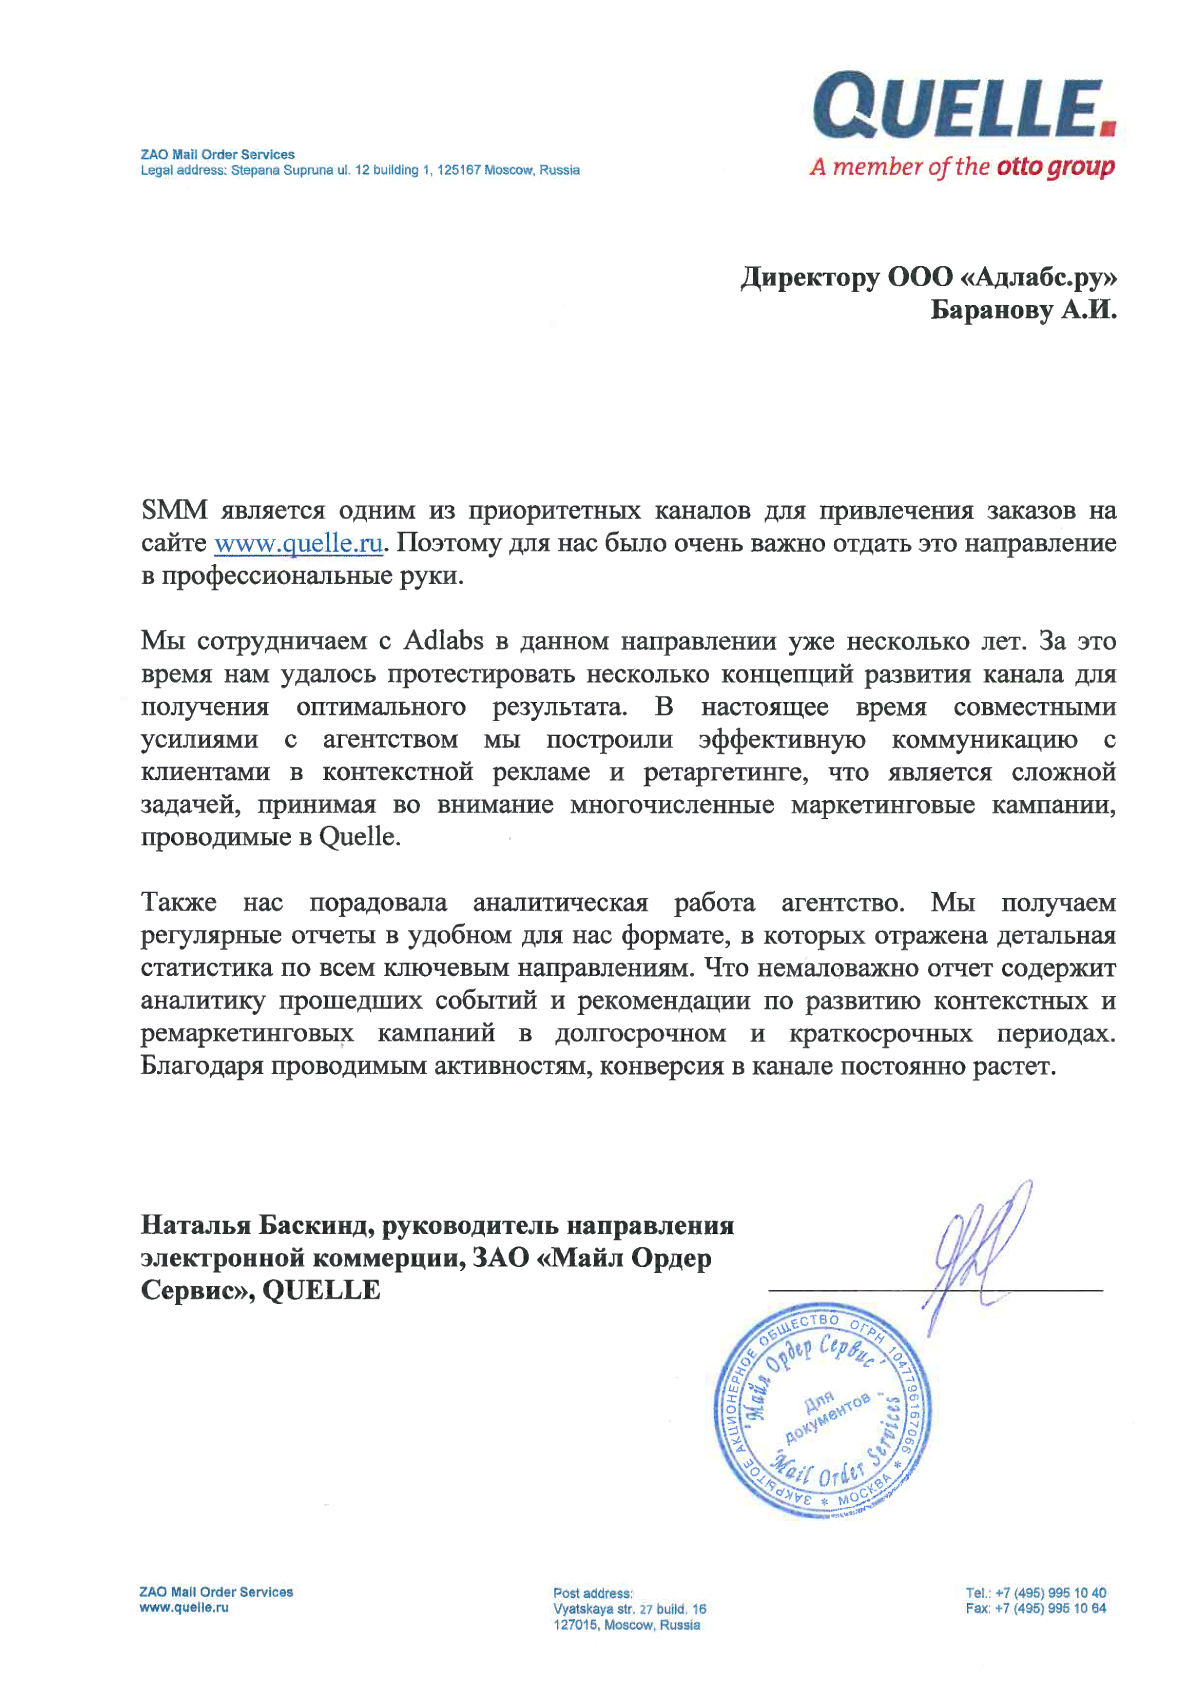 QUELLE.
A member of the otto group
ZAO Mail Order Services
Legal address: Stepana Supruna ul. 12 building 1, 125167 Moscow, Russia
Директору ООО «Адлабс.ру»
Баранову А.И.
SMM является одним из приоритетных каналов для привлечения заказов на
сайте www.quelle.ru. Поэтому для нас было очень важно отдать это направление
в профессиональные руки.
Мы сотрудничаем с Adlabs в данном направлении уже несколько лет. За это
время нам удалось протестировать несколько концепций развития канала для
получения оптимального результата. В настоящее время совместными
усилиями с агентством мы построили эффективную коммуникацию с
клиентами в контекстной рекламе и ретаргетинге, что является сложной
задачей, принимая во внимание многочисленные маркетинговые кампании,
проводимые в Quelle.
Также нас порадовала аналитическая работа агентство. Мы получаем
регулярные отчеты в удобном для нас формате, в которых отражена детальная
статистика по всем ключевым направлениям. Что немаловажно отчет содержит
аналитику прошедших событий и рекомендации по развитию контекстных и
ремаркетинговых кампаний в долгосрочном и краткосрочных периодах.
Благодаря проводимым активностям, конверсия в канале постоянно растет.
Наталья Баскинд, руководитель направления
электронной коммерции, ЗАО «Майл Ордер
Сервис», QUELLE
ЗАКРЫТОЕ АКЦИОНЕРНОЕ ОБЩЕСТВО ОГРН 1047796167066 * МОСКВА *
'Майл Ордер Сервис'
Для
документов
'Mail Order Services'
ZAO Mail Order Services
www.quelle.ru
Post address:
Vyatskaya str. 27 build. 16
127015, Moscow, Russia
Tel.: +7 (495) 995 10 40
Fax: +7 (495) 995 10 64